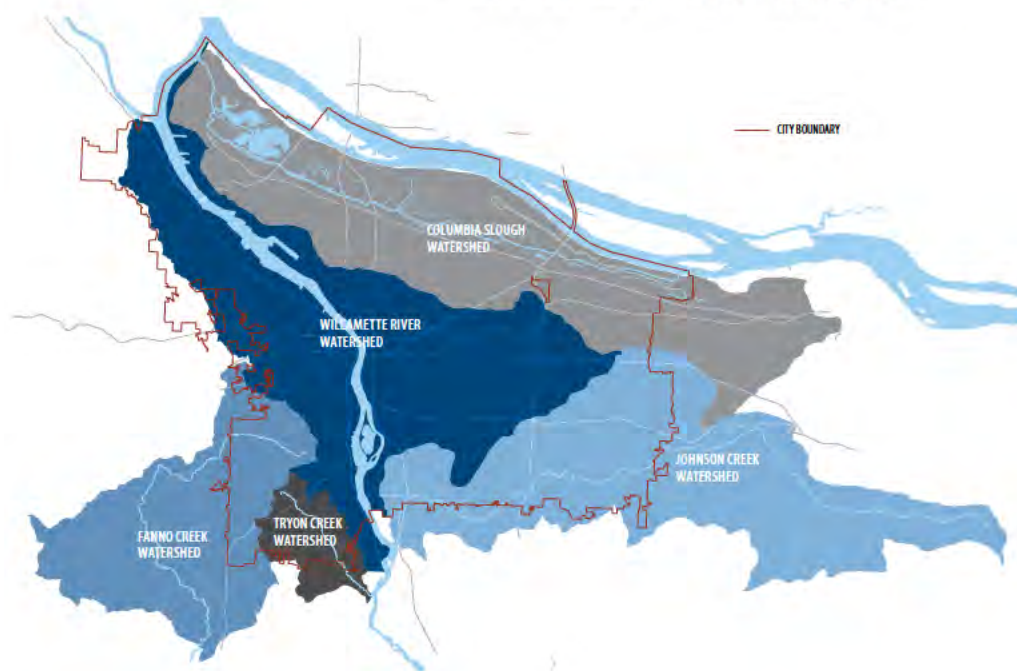 CITY BOUNDARY
COLUMBIA SLOUGH
WATERSHED
WILLAMETTE RIVER
WATERSHED
JOHNSON CREEK
WATERSHED
TRYON CREEK
WATERSHED
FANNO CREEK
WATERSHED